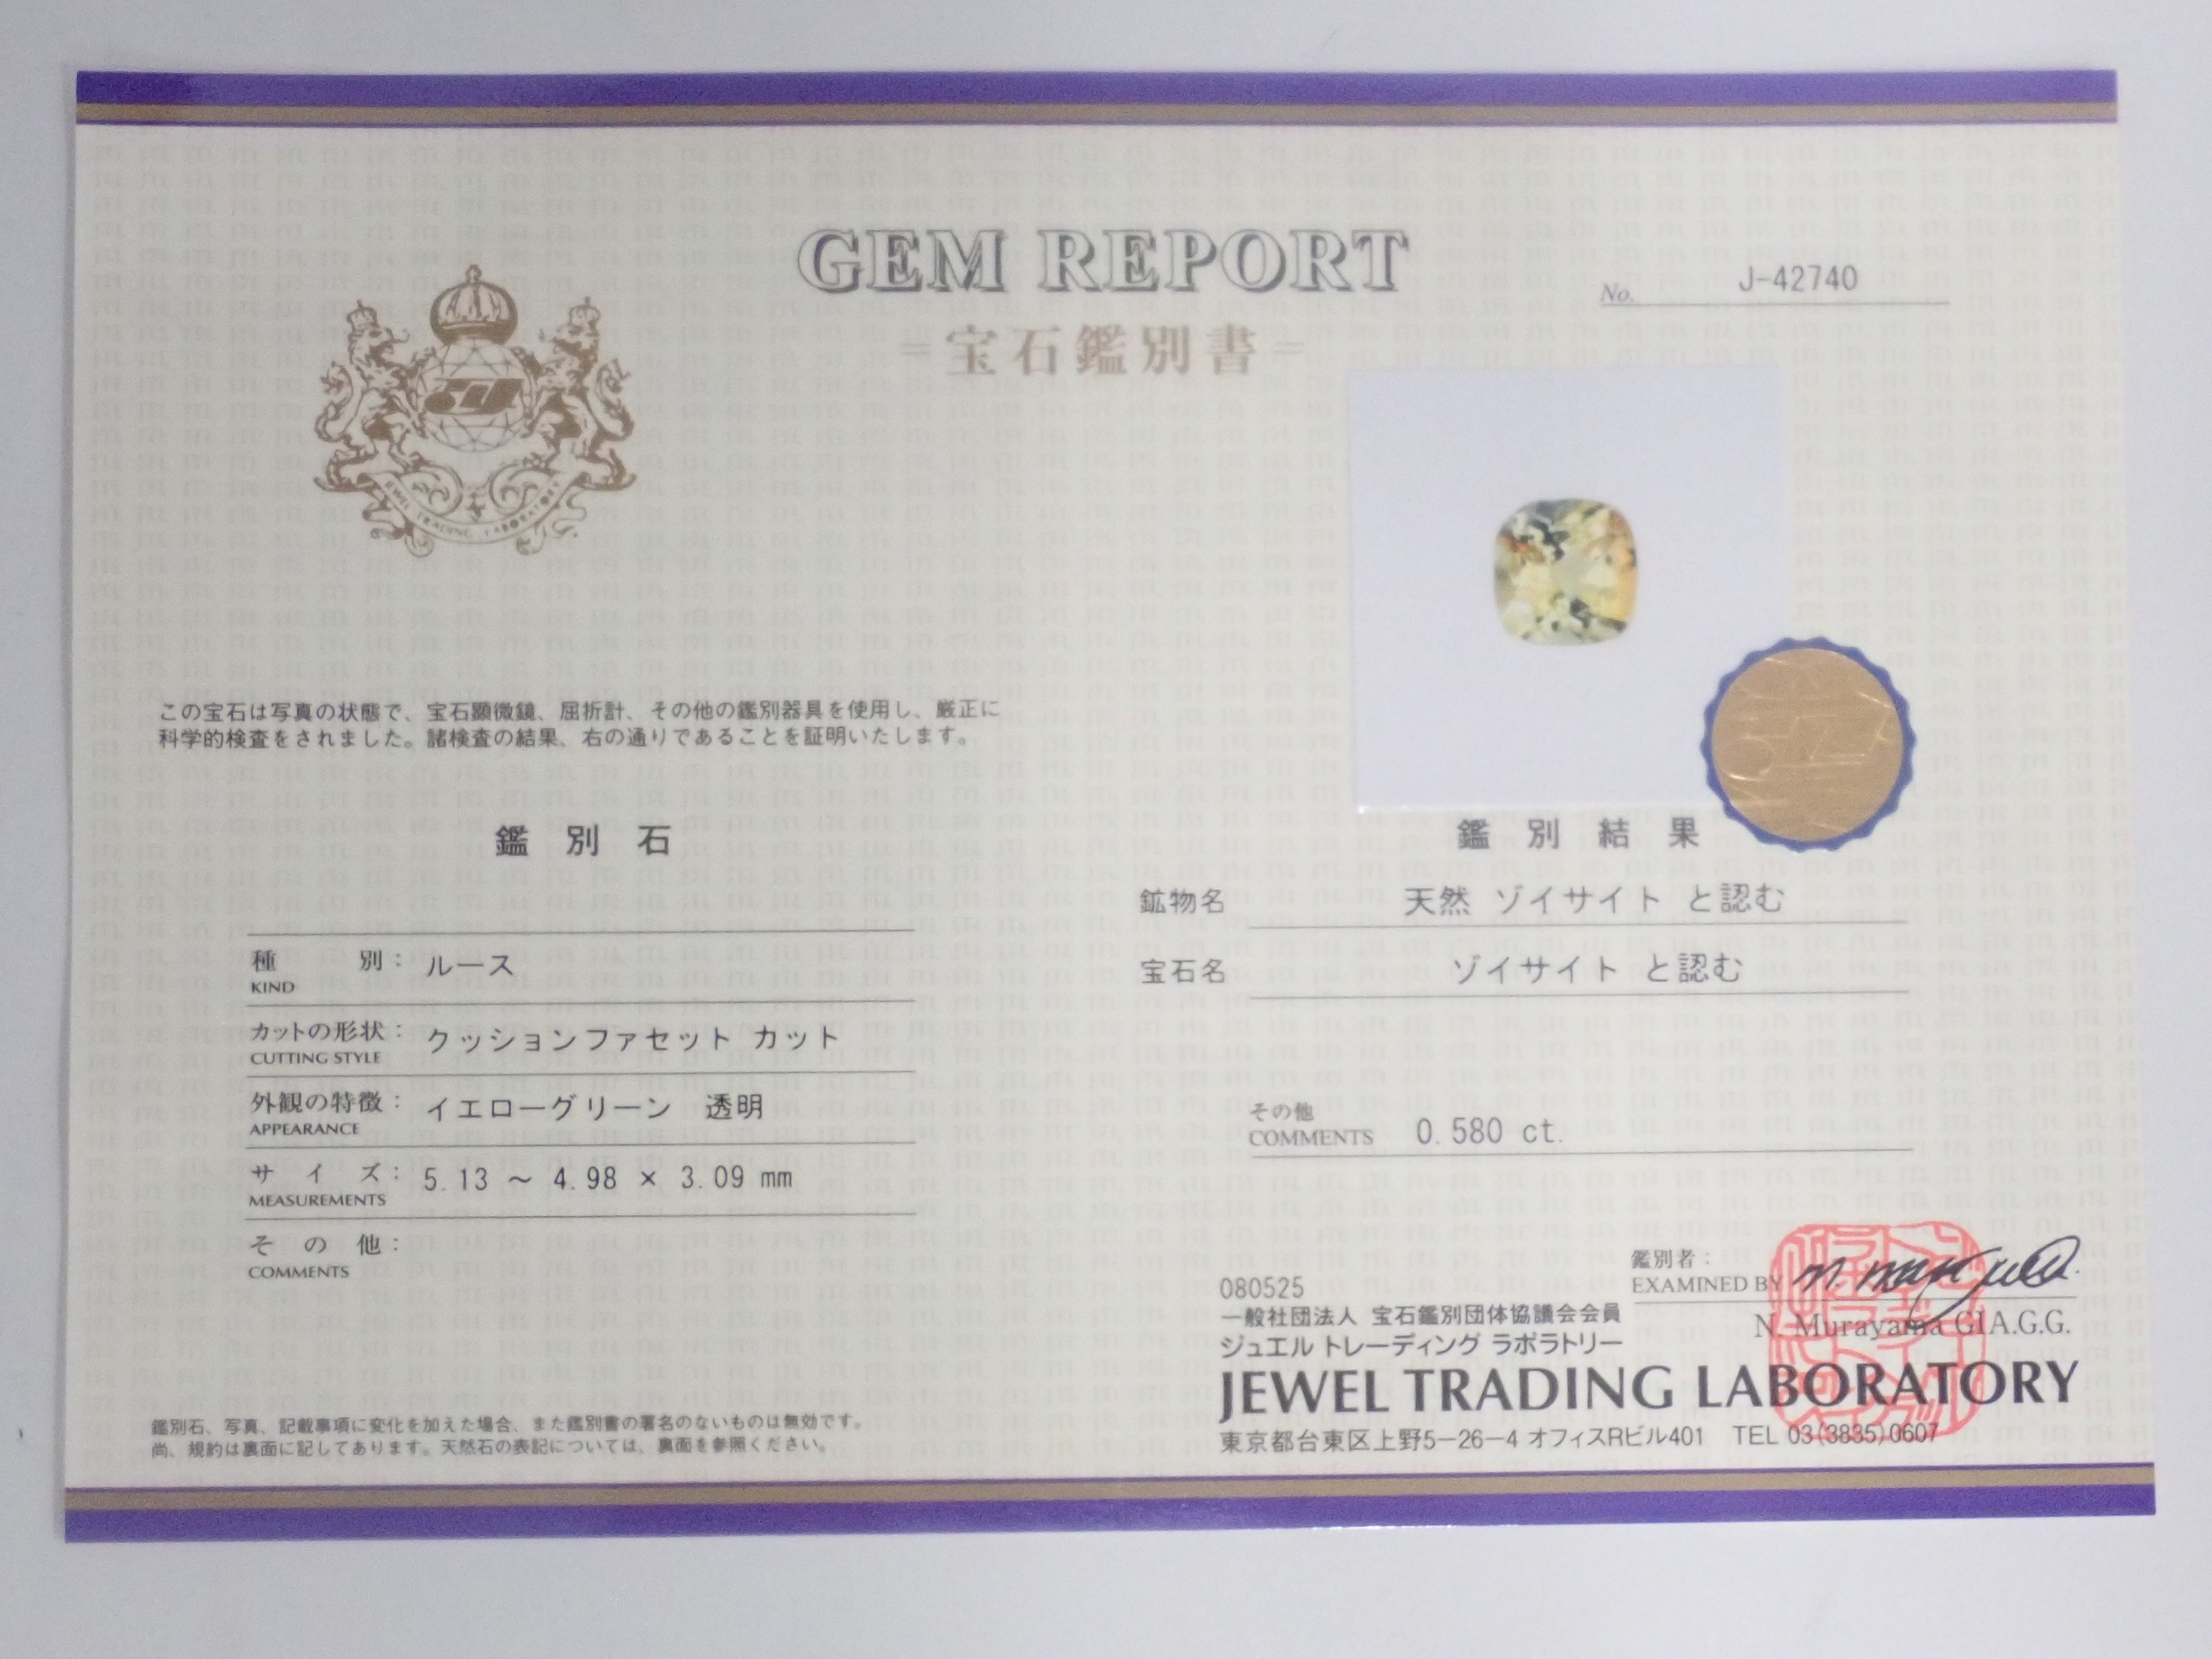 GEM REPORT
No. J-42740
=宝石鑑別書=
JEWEL TRADING LABORATORY
この宝石は写真の状態で、宝石顕微鏡、屈折計、その他の鑑別器具を使用し、厳正に
科学的検査をされました。諸検査の結果、右の通りであることを証明いたします。
鑑別石
種別: ルース
KIND
カットの形状: クッションファセット カット
CUTTING STYLE
外観の特徴: イエローグリーン 透明
APPEARANCE
サイズ: 5.13 ～ 4.98 × 3.09 mm
MEASUREMENTS
その他:
COMMENTS
鑑別石、写真、記載事項に変化を加えた場合、また鑑別書の署名のないものは無効です。
尚、規約は裏面に記してあります。天然石の表記については、裏面を参照ください。
鑑別結果
鉱物名 天然 ゾイサイト と認む
宝石名 ゾイサイト と認む
その他
COMMENTS 0.580 ct.
鑑別者:
EXAMINED BY
N. Murayama GIA.G.G.
080525
一般社団法人 宝石鑑別団体協議会会員
ジュエル トレーディング ラボラトリー
JEWEL TRADING LABORATORY
東京都台東区上野5−26−4 オフィスRビル401 TEL 03(3835)0607